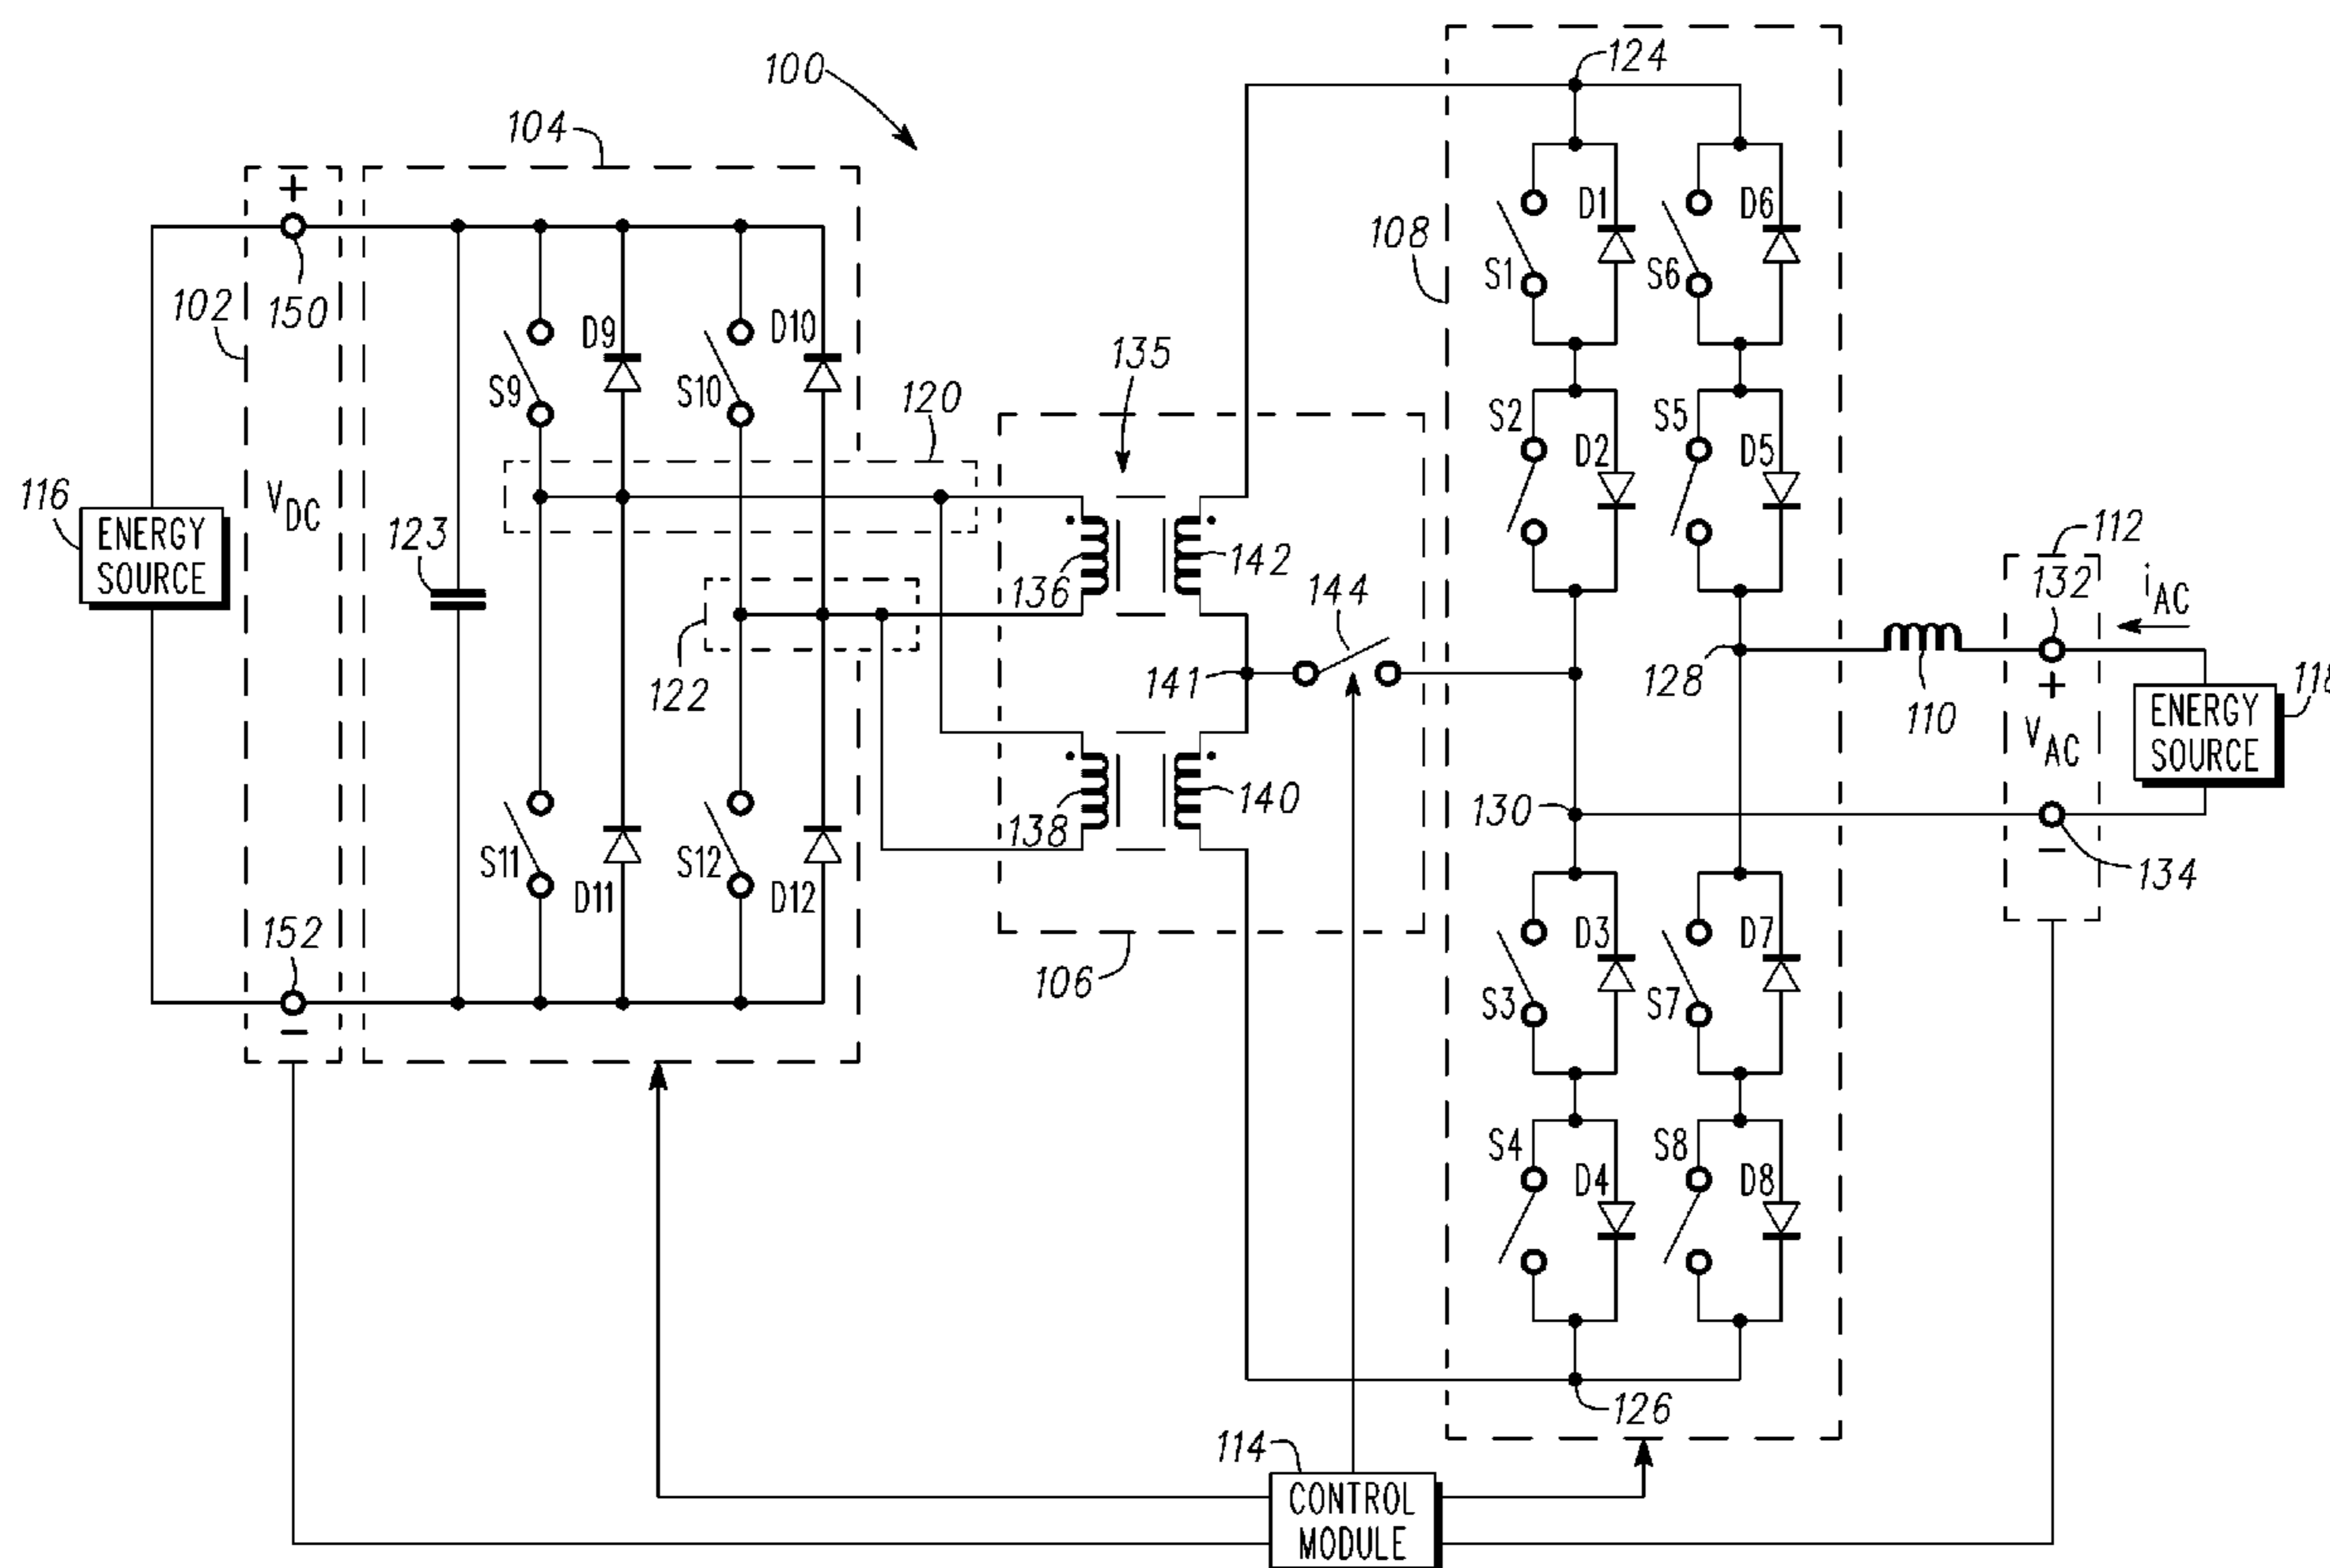 100
104
124
+
150
102
V DC
116
ENERGY
SOURCE
123
152
−
S9
D9
S10
D10
120
122
S11
D11
S12
D12
135
136
142
144
141
138
140
106
108
S1
D1
S6
D6
S2
D2
S5
D5
128
130
110
112
132
i AC
+
V AC
−
134
118
ENERGY
SOURCE
S3
D3
S7
D7
S4
D4
S8
D8
126
114
CONTROL
MODULE